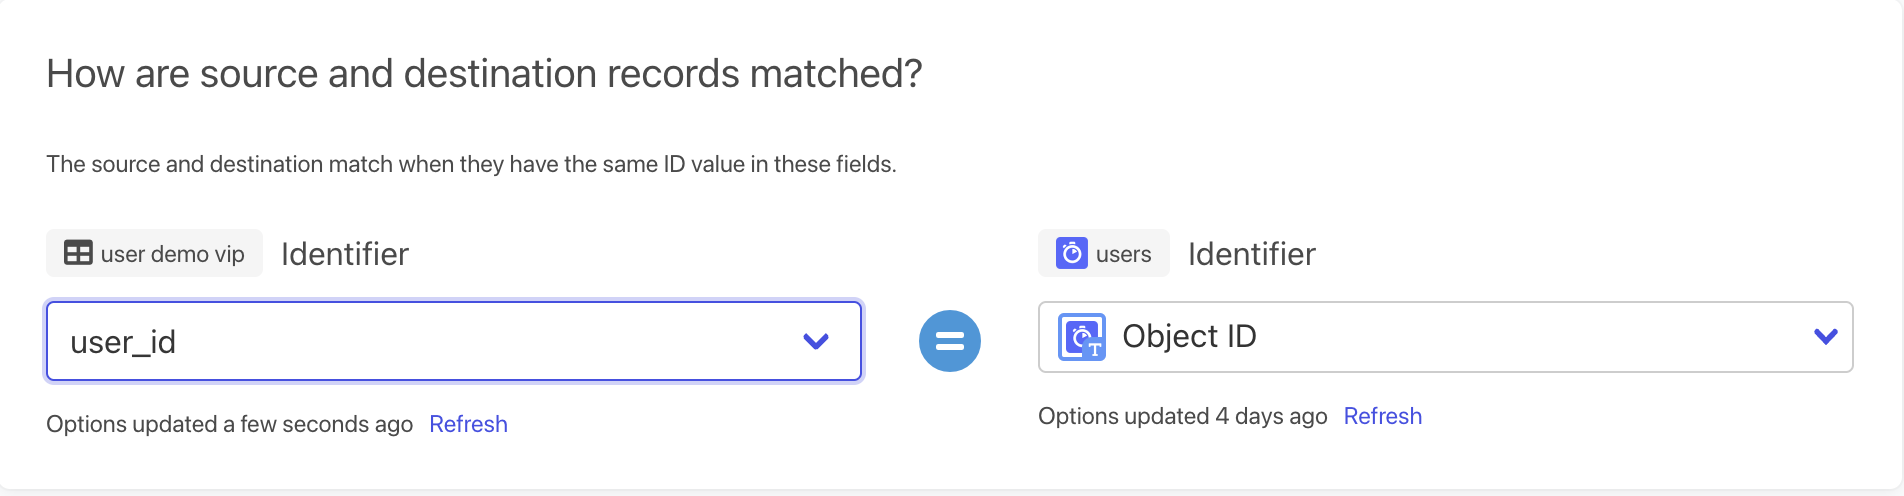 How are source and destination records matched?
The source and destination match when they have the same ID value in these fields.
user demo vip Identifier
user_id
Options updated a few seconds ago Refresh
=
users Identifier
T Object ID
Options updated 4 days ago Refresh